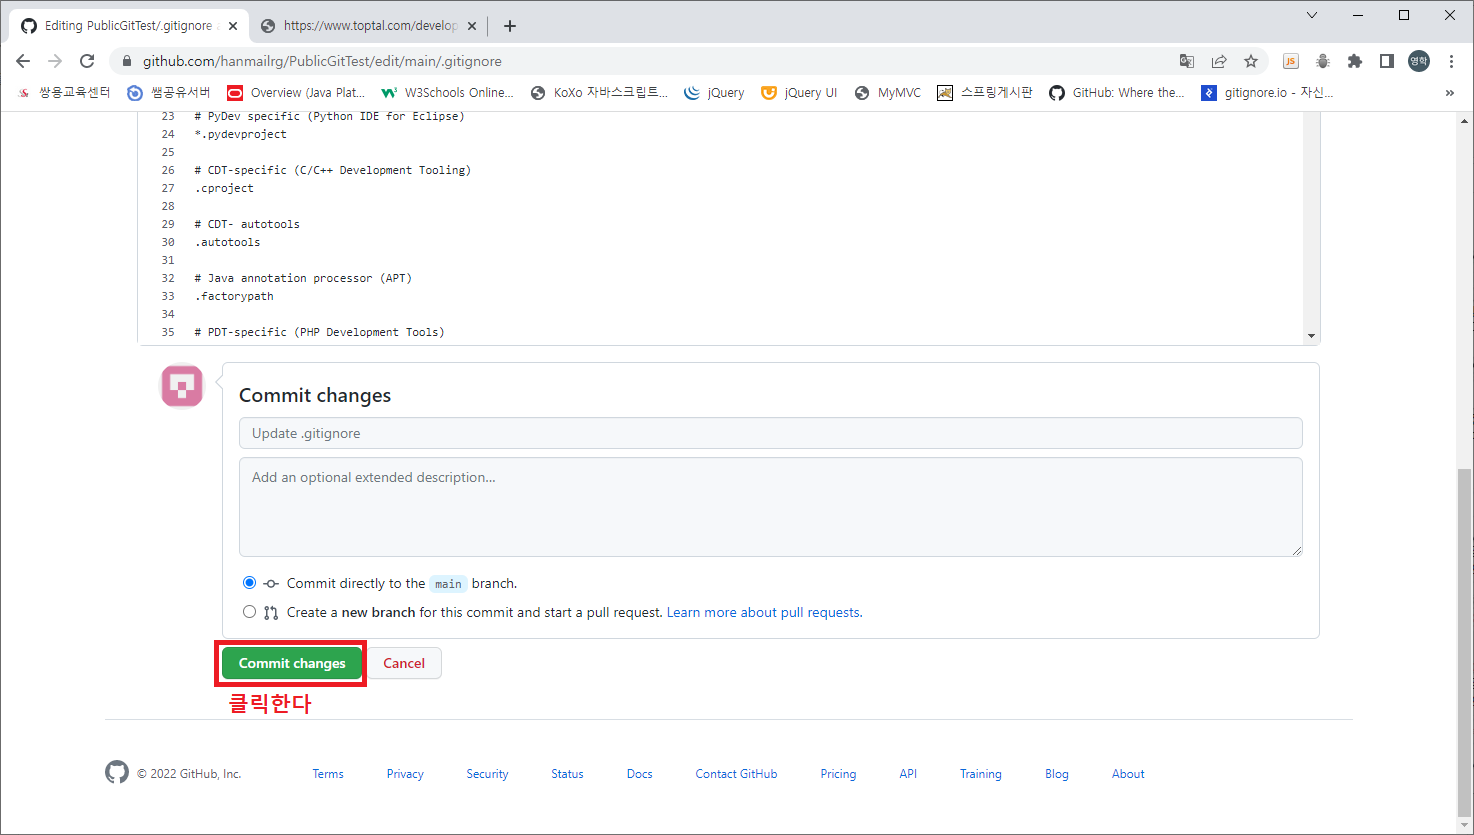 Editing PublicGitTest/.gitignore
https://www.toptal.com/develop
github.com/hanmailrg/PublicGitTest/edit/main/.gitignore
JS
영학
쌍용교육센터
쌤공유서버
Overview (Java Plat...
W3Schools Online...
KoXo 자바스크립트...
jQuery
jQuery UI
MyMVC
스프링게시판
GitHub: Where the...
gitignore.io - 자신...
»
23 # PyDev specific (Python IDE for Eclipse)
24 *.pydevproject
25
26 # CDT-specific (C/C++ Development Tooling)
27 .cproject
28
29 # CDT- autotools
30 .autotools
31
32 # Java annotation processor (APT)
33 .factorypath
34
35 # PDT-specific (PHP Development Tools)
Commit changes
Update .gitignore
Add an optional extended description...
Commit directly to the main branch.
Create a new branch for this commit and start a pull request. Learn more about pull requests.
Commit changes
Cancel
클릭한다
© 2022 GitHub, Inc.
Terms
Privacy
Security
Status
Docs
Contact GitHub
Pricing
API
Training
Blog
About